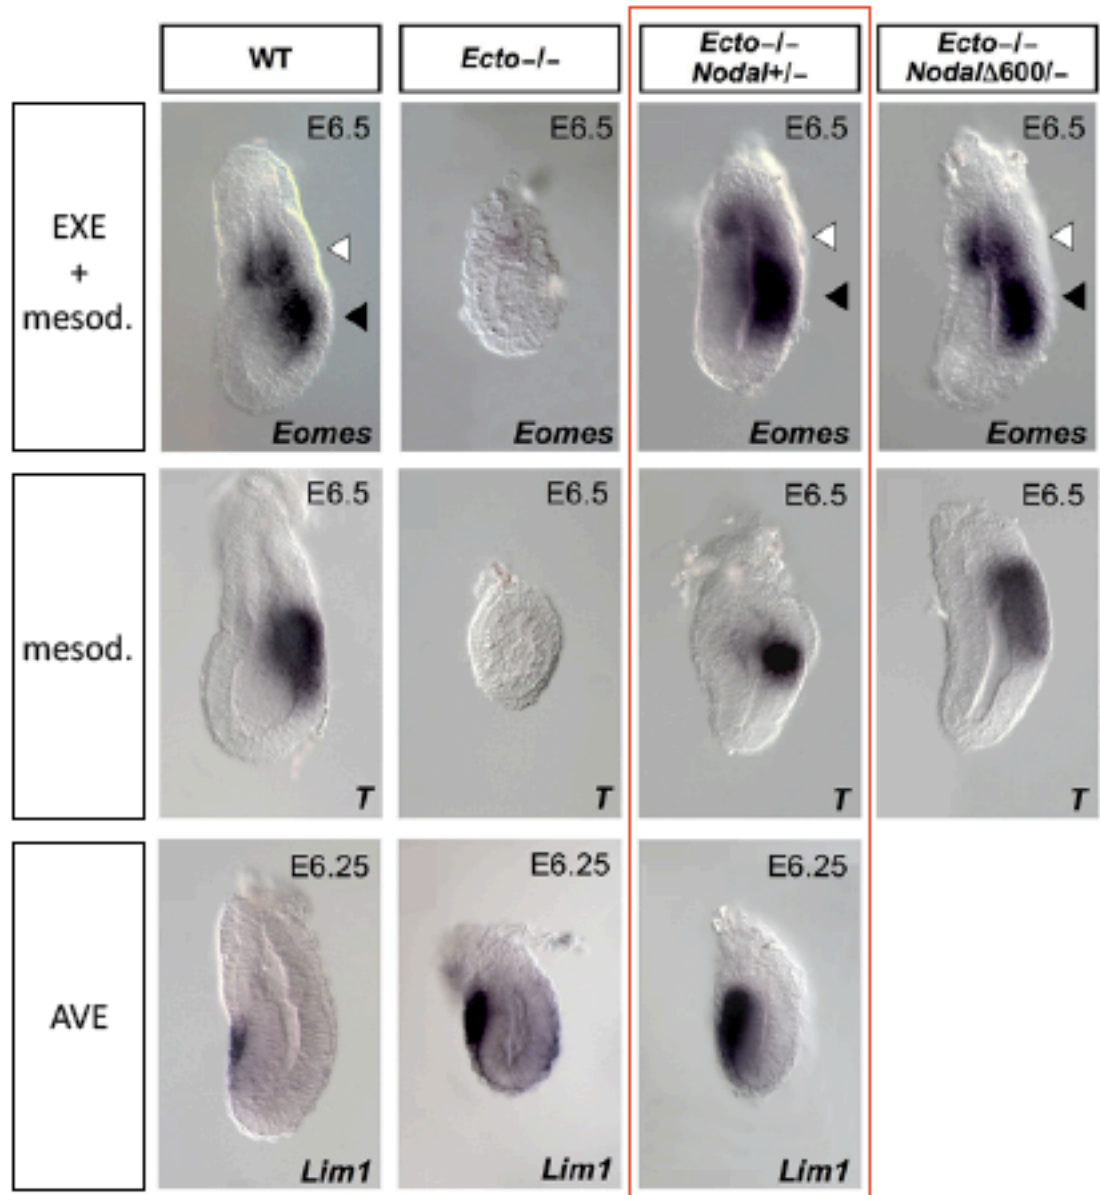 WT
Ecto–/–
Ecto–/–
Nodal+/–
Ecto–/–
NodalΔ600/–
EXE
+
mesod.
E6.5
Eomes
E6.5
Eomes
E6.5
Eomes
E6.5
Eomes
mesod.
E6.5
T
E6.5
T
E6.5
T
E6.5
T
AVE
E6.25
Lim1
E6.25
Lim1
E6.25
Lim1